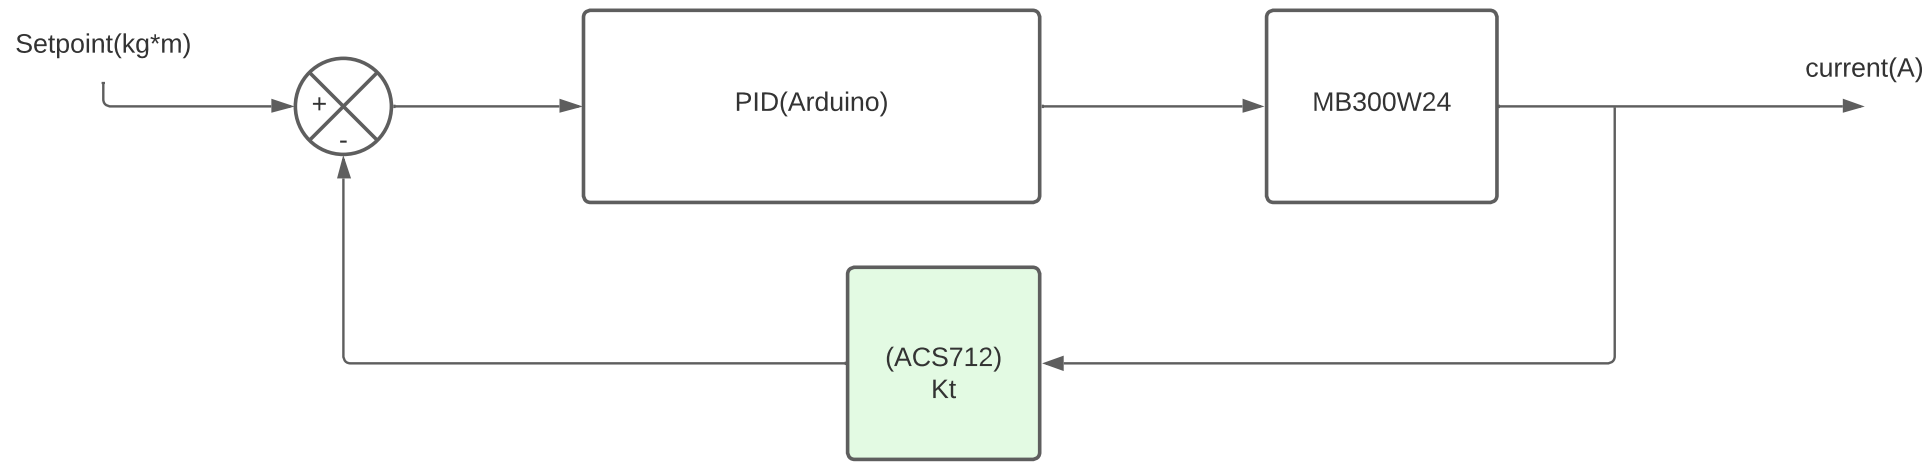 Setpoint(kg*m)
current(A)
+
-
PID(Arduino)
MB300W24
(ACS712)
Kt